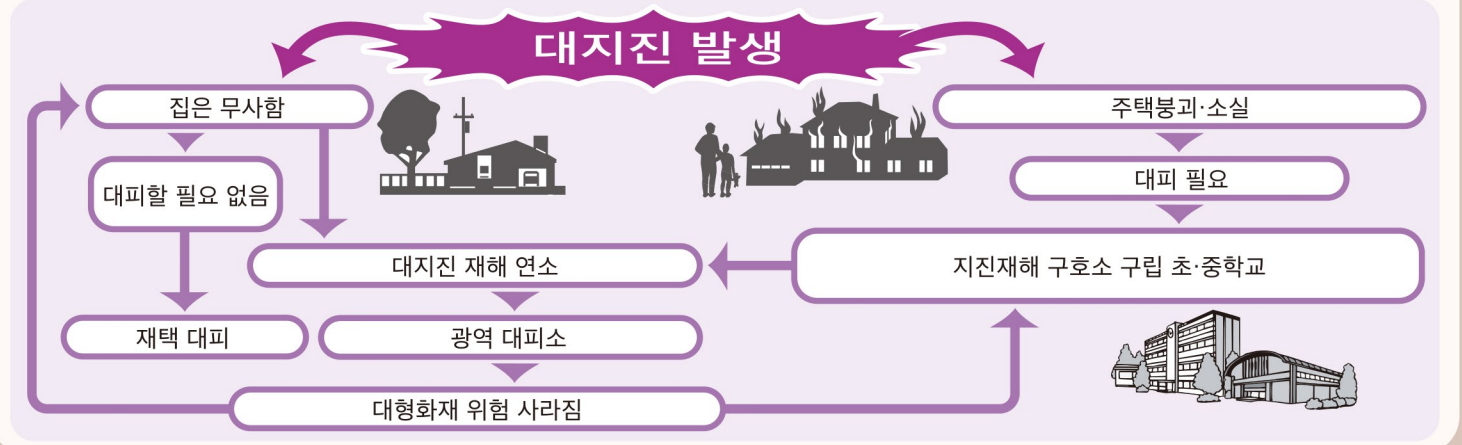 대지진 발생
집은 무사함
주택붕괴·소실
대피할 필요 없음
대피 필요
대지진 재해 연소
지진재해 구호소 구립 초·중학교
재택 대피
광역 대피소
대형화재 위험 사라짐